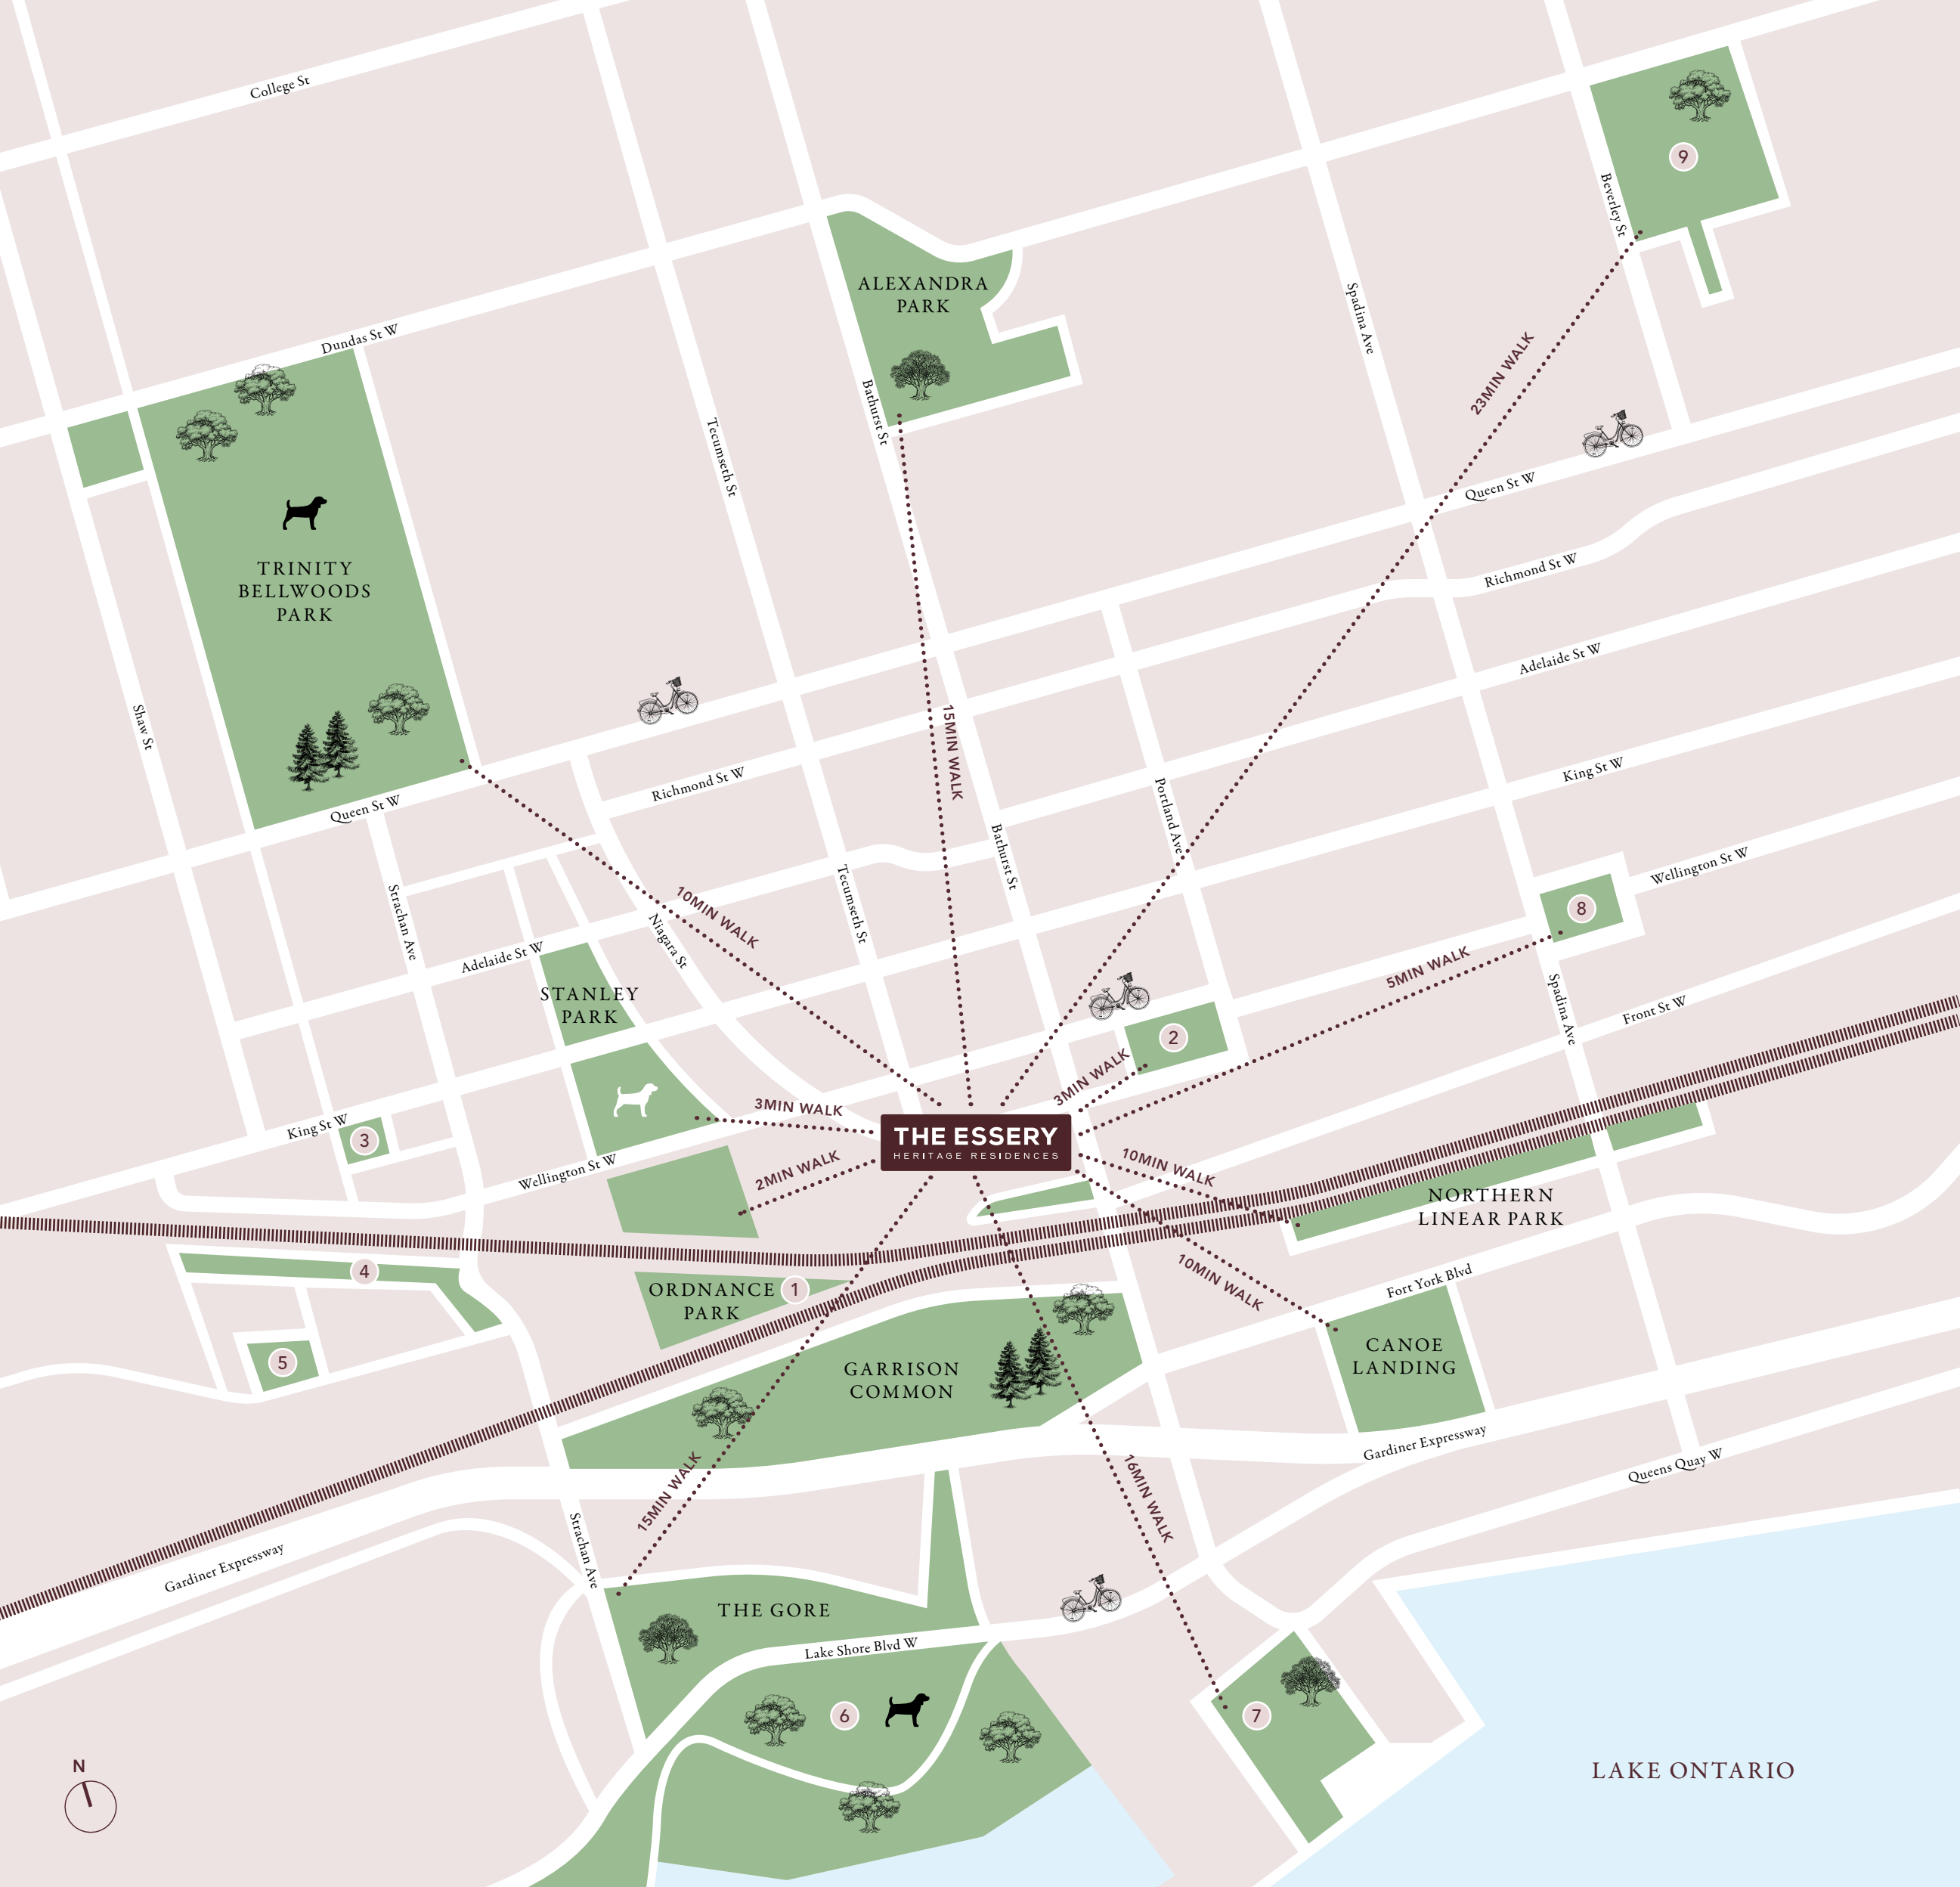 College St
9
Beverley St
ALEXANDRA
PARK
Spadina Ave
Dundas St W
23MIN WALK
Bathurst St
Tecumseth St
Queen St W
TRINITY
BELLWOODS
PARK
Richmond St W
Adelaide St W
Shaw St
15MIN WALK
King St W
Richmond St W
Queen St W
Portland Ave
Bathurst St
Wellington St W
Tecumseth St
Strachan Ave
10MIN WALK
8
Niagara St
Adelaide St W
5MIN WALK
STANLEY
PARK
Spadina Ave
Front St W
2
3MIN WALK
3MIN WALK
King St W
3
THE ESSERY
HERITAGE RESIDENCES
Wellington St W
2MIN WALK
10MIN WALK
NORTHERN
LINEAR PARK
4
10MIN WALK
Fort York Blvd
ORDNANCE
PARK
1
5
GARRISON
COMMON
CANOE
LANDING
Gardiner Expressway
Queens Quay W
15MIN WALK
16MIN WALK
Gardiner Expressway
Strachan Ave
THE GORE
Lake Shore Blvd W
6
7
N
LAKE ONTARIO